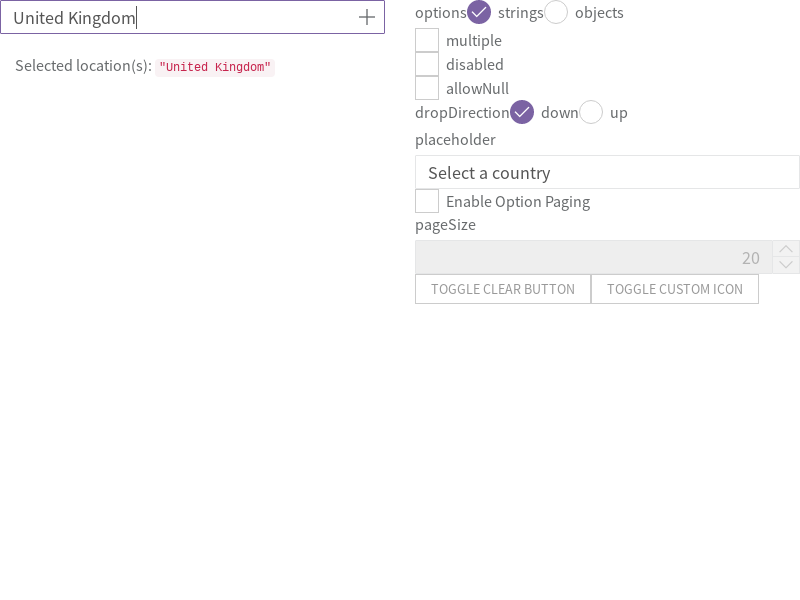 United Kingdom
Selected location(s): "United Kingdom"
options strings objects
multiple
disabled
allowNull
dropDirection down up
placeholder
Select a country
Enable Option Paging
pageSize
20
TOGGLE CLEAR BUTTON TOGGLE CUSTOM ICON